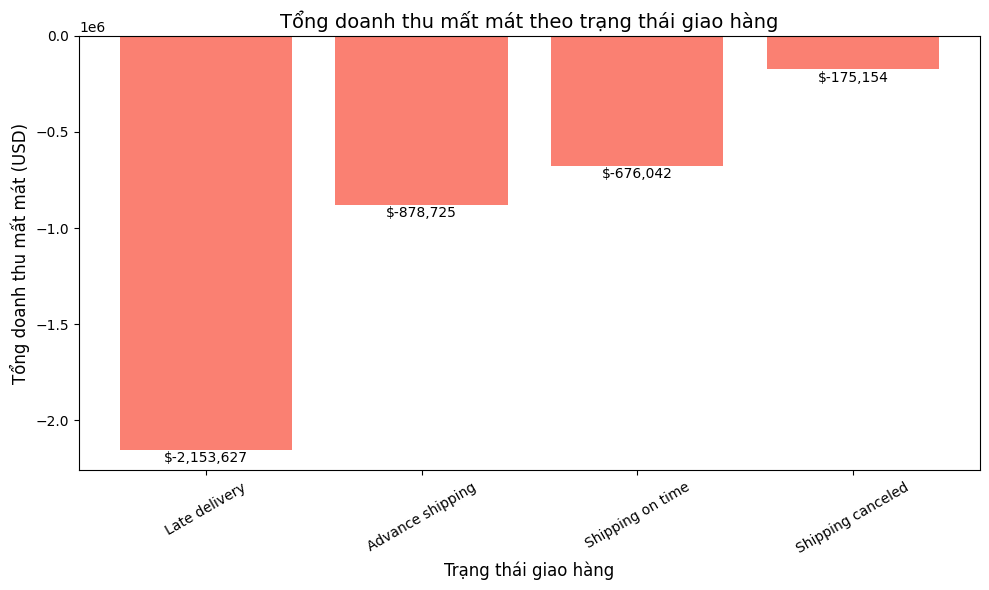 Tổng doanh thu mất mát theo trạng thái giao hàng
1e6
0.0
−0.5
−1.0
−1.5
−2.0
Tổng doanh thu mất mát (USD)
$-2,153,627
$-878,725
$-676,042
$-175,154
Late delivery
Advance shipping
Shipping on time
Shipping canceled
Trạng thái giao hàng